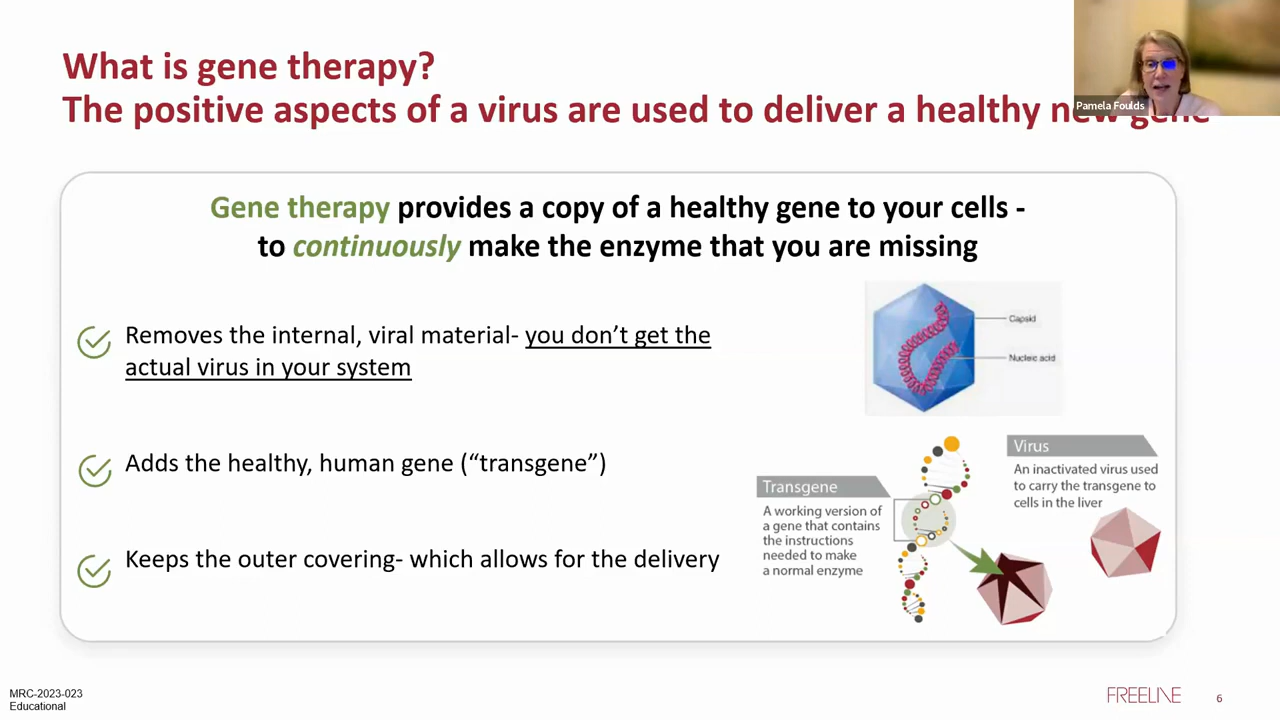 What is gene therapy?
The positive aspects of a virus are used to deliver a healthy new gene
Pamela Foulds
Gene therapy provides a copy of a healthy gene to your cells -
to continuously make the enzyme that you are missing
Removes the internal, viral material- you don’t get the
actual virus in your system
Adds the healthy, human gene (“transgene”)
Keeps the outer covering- which allows for the delivery
Capsid
Nucleic acid
Virus
An inactivated virus used
to carry the transgene to
cells in the liver
Transgene
A working version of
a gene that contains
the instructions
needed to make
a normal enzyme
MRC-2023-023
Educational
FREELINE
6